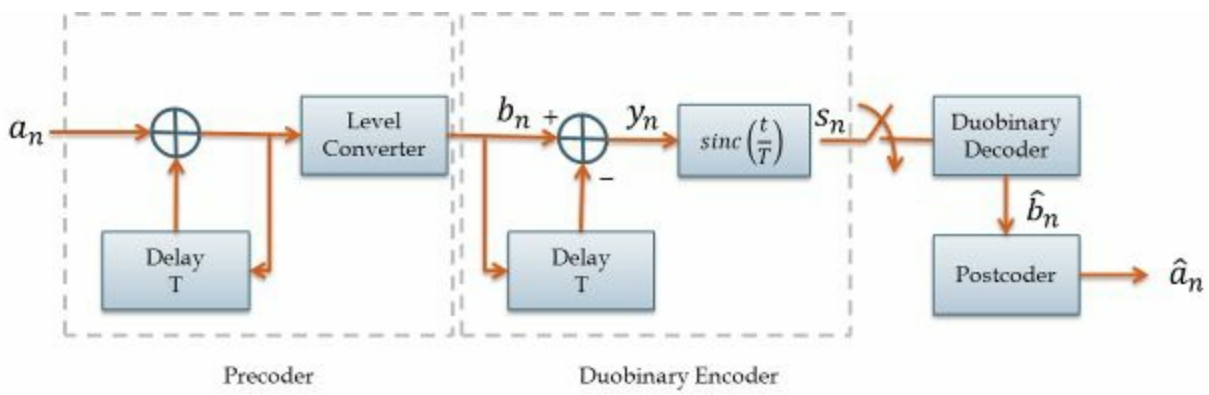 a_n
Level
Converter
Delay
T
Precoder
b_n
+
−
y_n
sinc (t/T)
s_n
Delay
T
Duobinary Encoder
Duobinary
Decoder
b̂_n
Postcoder
â_n